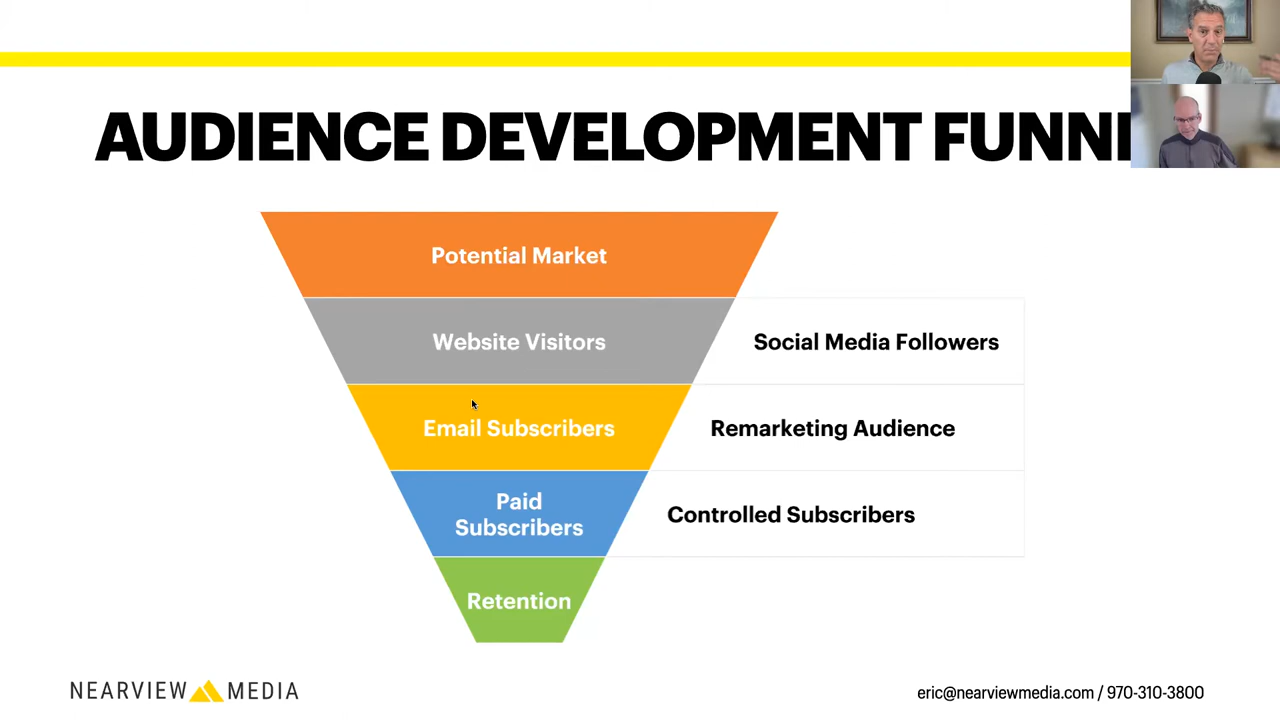 AUDIENCE DEVELOPMENT FUNN
Potential Market
Website Visitors
Social Media Followers
Email Subscribers
Remarketing Audience
Paid
Subscribers
Controlled Subscribers
Retention
NEARVIEW MEDIA
eric@nearviewmedia.com / 970-310-3800